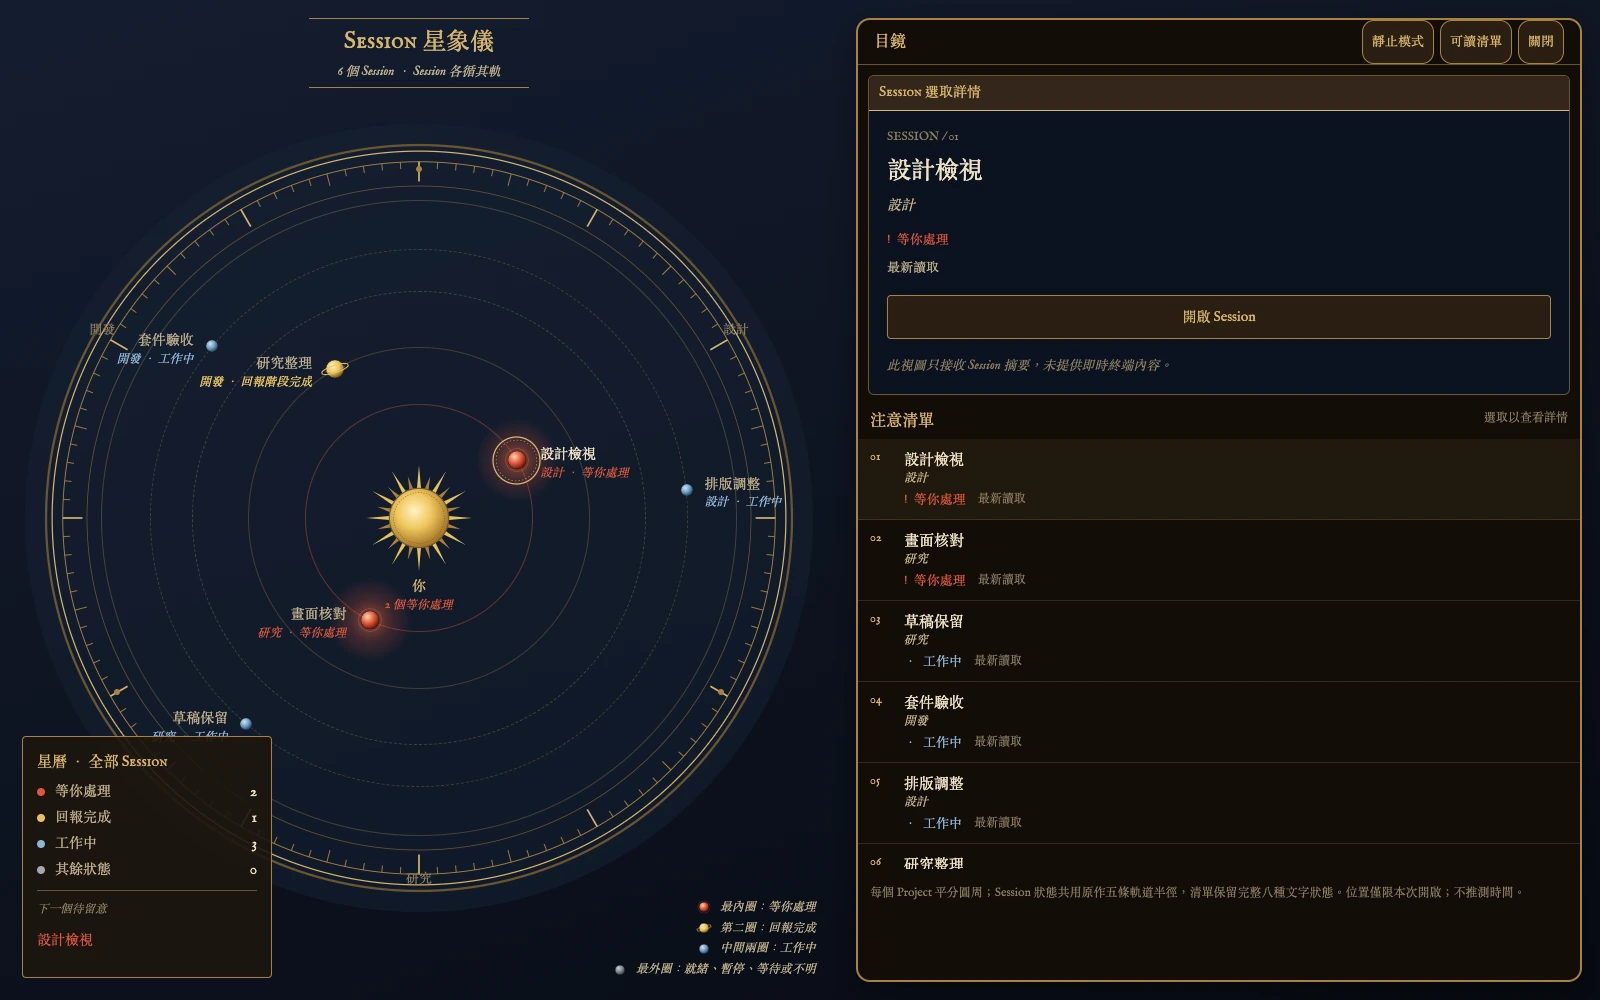 Session 星象儀
6 個 Session · Session 各循其軌
開發
設計
套件驗收
開發 · 工作中
研究整理
開發 · 回報階段完成
設計檢視
設計 · 等你處理
排版調整
設計 · 工作中
你
2 個等你處理
畫面核對
研究 · 等你處理
草稿保留
研究 · 工作中
研究
星曆 · 全部 Session
等你處理 2
回報完成 1
工作中 3
其餘狀態 0
下一個待留意
設計檢視
最內圈：等你處理
第二圈：回報完成
中間兩圈：工作中
最外圈：就緒、暫停、等待或不明
目鏡
靜止模式
可讀清單
關閉
Session 選取詳情
SESSION / 01
設計檢視
設計
! 等你處理
最新讀取
開啟 Session
此視圖只接收 Session 摘要，未提供即時終端內容。
注意清單
選取以查看詳情
01 設計檢視
設計
! 等你處理 最新讀取
02 畫面核對
研究
! 等你處理 最新讀取
03 草稿保留
研究
· 工作中 最新讀取
04 套件驗收
開發
· 工作中 最新讀取
05 排版調整
設計
· 工作中 最新讀取
06 研究整理
每個 Project 平分圓周；Session 狀態共用原作五條軌道半徑，清單保留完整八種文字狀態。位置僅限本次開啟；不推測時間。